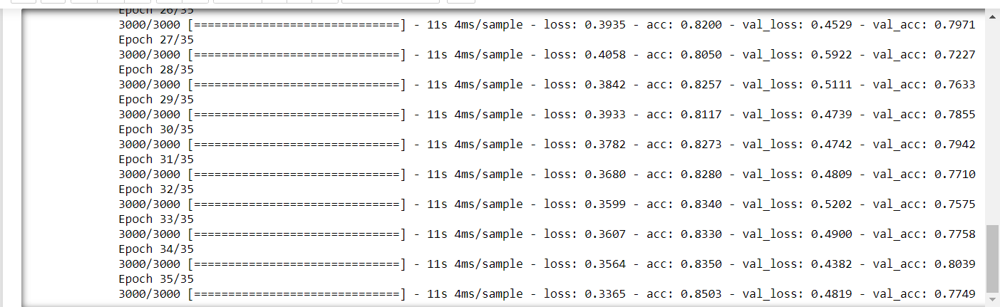 Epoch 26/35
3000/3000 [==============================] - 11s 4ms/sample - loss: 0.3935 - acc: 0.8200 - val_loss: 0.4529 - val_acc: 0.7971
Epoch 27/35
3000/3000 [==============================] - 11s 4ms/sample - loss: 0.4058 - acc: 0.8050 - val_loss: 0.5922 - val_acc: 0.7227
Epoch 28/35
3000/3000 [==============================] - 11s 4ms/sample - loss: 0.3842 - acc: 0.8257 - val_loss: 0.5111 - val_acc: 0.7633
Epoch 29/35
3000/3000 [==============================] - 11s 4ms/sample - loss: 0.3933 - acc: 0.8117 - val_loss: 0.4739 - val_acc: 0.7855
Epoch 30/35
3000/3000 [==============================] - 11s 4ms/sample - loss: 0.3782 - acc: 0.8273 - val_loss: 0.4742 - val_acc: 0.7942
Epoch 31/35
3000/3000 [==============================] - 11s 4ms/sample - loss: 0.3680 - acc: 0.8280 - val_loss: 0.4809 - val_acc: 0.7710
Epoch 32/35
3000/3000 [==============================] - 11s 4ms/sample - loss: 0.3599 - acc: 0.8340 - val_loss: 0.5202 - val_acc: 0.7575
Epoch 33/35
3000/3000 [==============================] - 11s 4ms/sample - loss: 0.3607 - acc: 0.8330 - val_loss: 0.4900 - val_acc: 0.7758
Epoch 34/35
3000/3000 [==============================] - 11s 4ms/sample - loss: 0.3564 - acc: 0.8350 - val_loss: 0.4382 - val_acc: 0.8039
Epoch 35/35
3000/3000 [==============================] - 11s 4ms/sample - loss: 0.3365 - acc: 0.8503 - val_loss: 0.4819 - val_acc: 0.7749